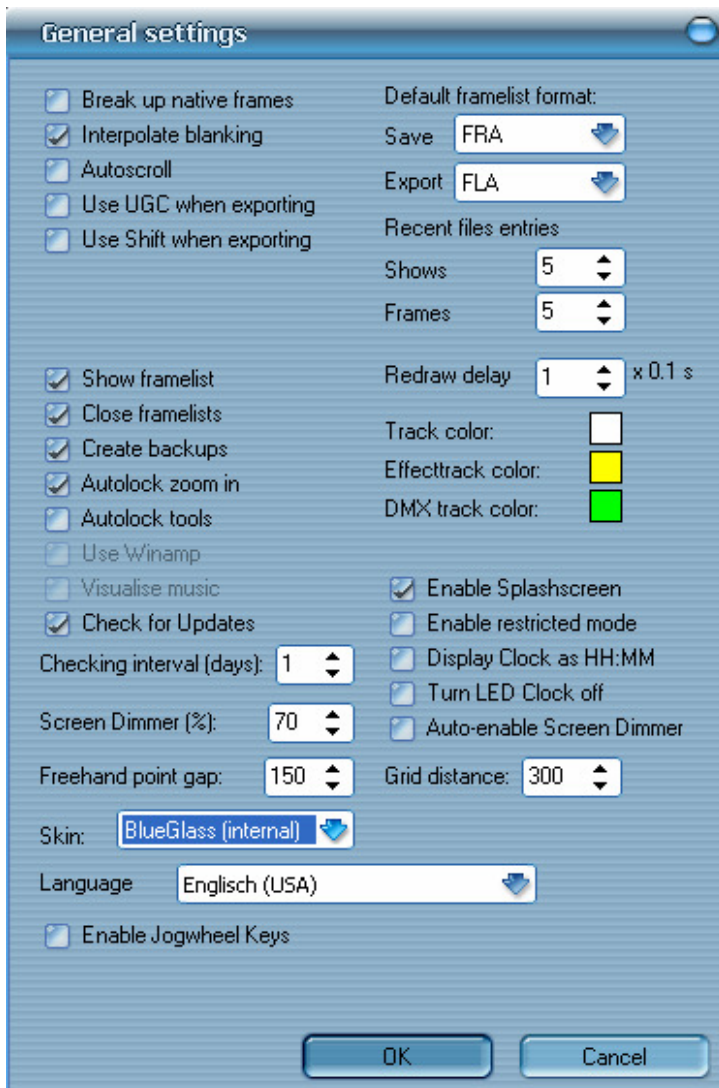 General settings
Break up native frames
Interpolate blanking
Autoscroll
Use UGC when exporting
Use Shift when exporting
Default framelist format:
Save FRA
Export FLA
Recent files entries
Shows 5
Frames 5
Show framelist
Close framelists
Create backups
Autolock zoom in
Autolock tools
Use Winamp
Visualise music
Check for Updates
Checking interval (days): 1
Redraw delay 1 x 0.1 s
Track color:
Effecttrack color:
DMX track color:
Enable Splashscreen
Enable restricted mode
Display Clock as HH:MM
Turn LED Clock off
Auto-enable Screen Dimmer
Screen Dimmer (%): 70
Freehand point gap: 150
Grid distance: 300
Skin: BlueGlass (internal)
Language Englisch (USA)
Enable Jogwheel Keys
OK
Cancel